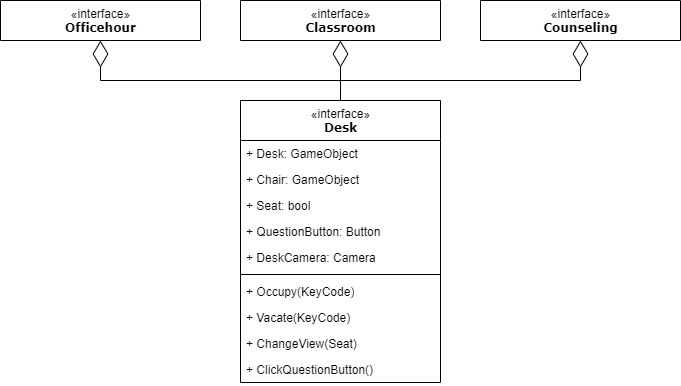 «interface»
Officehour
«interface»
Classroom
«interface»
Counseling
«interface»
Desk
+ Desk: GameObject
+ Chair: GameObject
+ Seat: bool
+ QuestionButton: Button
+ DeskCamera: Camera
+ Occupy(KeyCode)
+ Vacate(KeyCode)
+ ChangeView(Seat)
+ ClickQuestionButton()